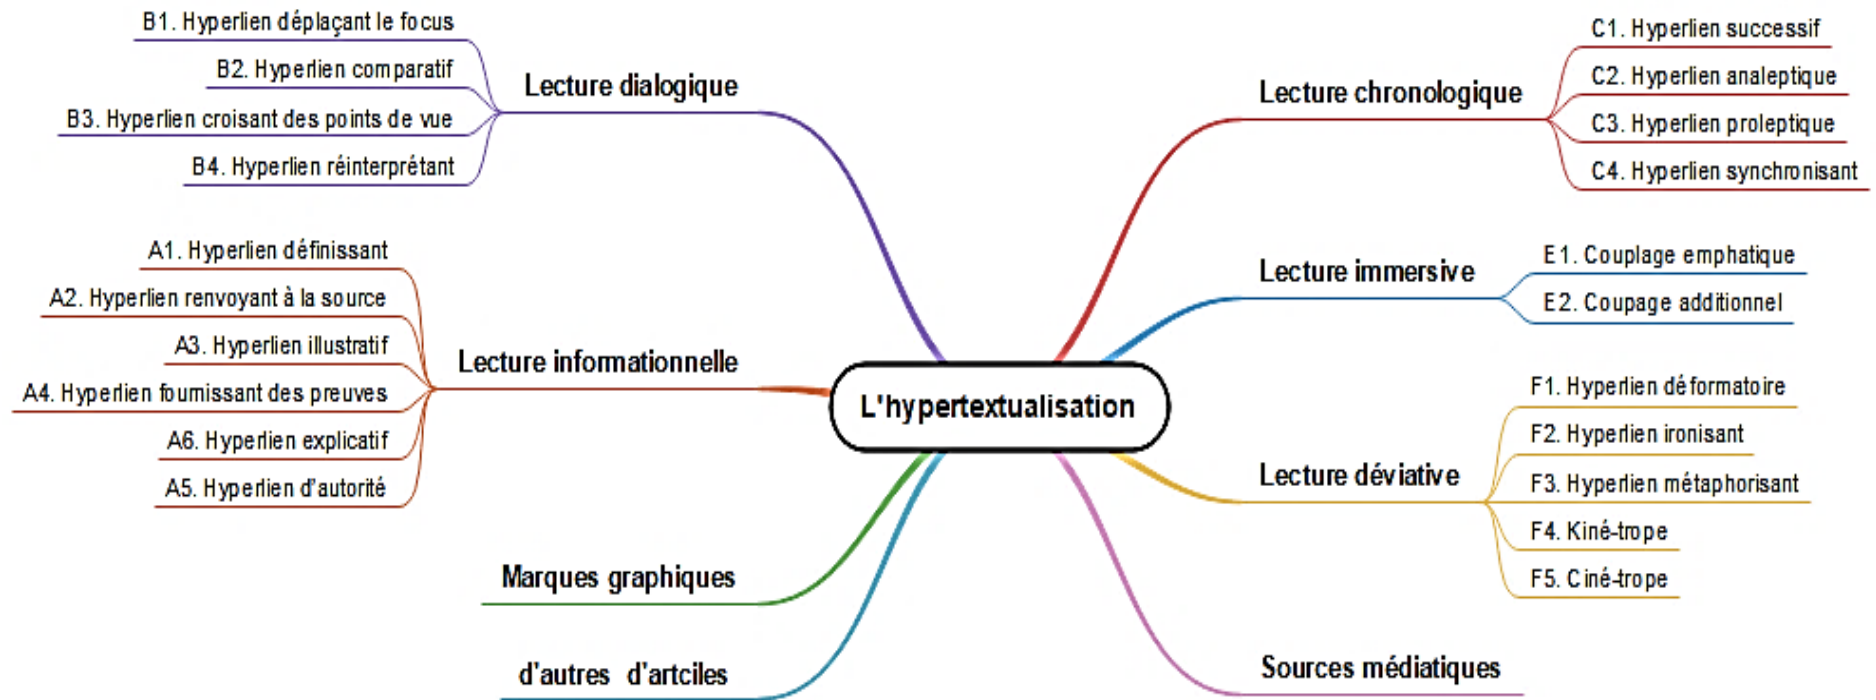 B1. Hyperlien déplaçant le focus
B2. Hyperlien comparatif
B3. Hyperlien croisant des points de vue
B4. Hyperlien réinterprétant
Lecture dialogique
A1. Hyperlien définissant
A2. Hyperlien renvoyant à la source
A3. Hyperlien illustratif
A4. Hyperlien fournissant des preuves
A6. Hyperlien explicatif
A5. Hyperlien d'autorité
Lecture informationnelle
Marques graphiques
d'autres d'artciles
L'hypertextualisation
Lecture chronologique
C1. Hyperlien successif
C2. Hyperlien analeptique
C3. Hyperlien proleptique
C4. Hyperlien synchronisant
Lecture immersive
E1. Couplage emphatique
E2. Coupage additionnel
Lecture déviative
F1. Hyperlien déformatoire
F2. Hyperlien ironisant
F3. Hyperlien métaphorisant
F4. Kiné-trope
F5. Ciné-trope
Sources médiatiques